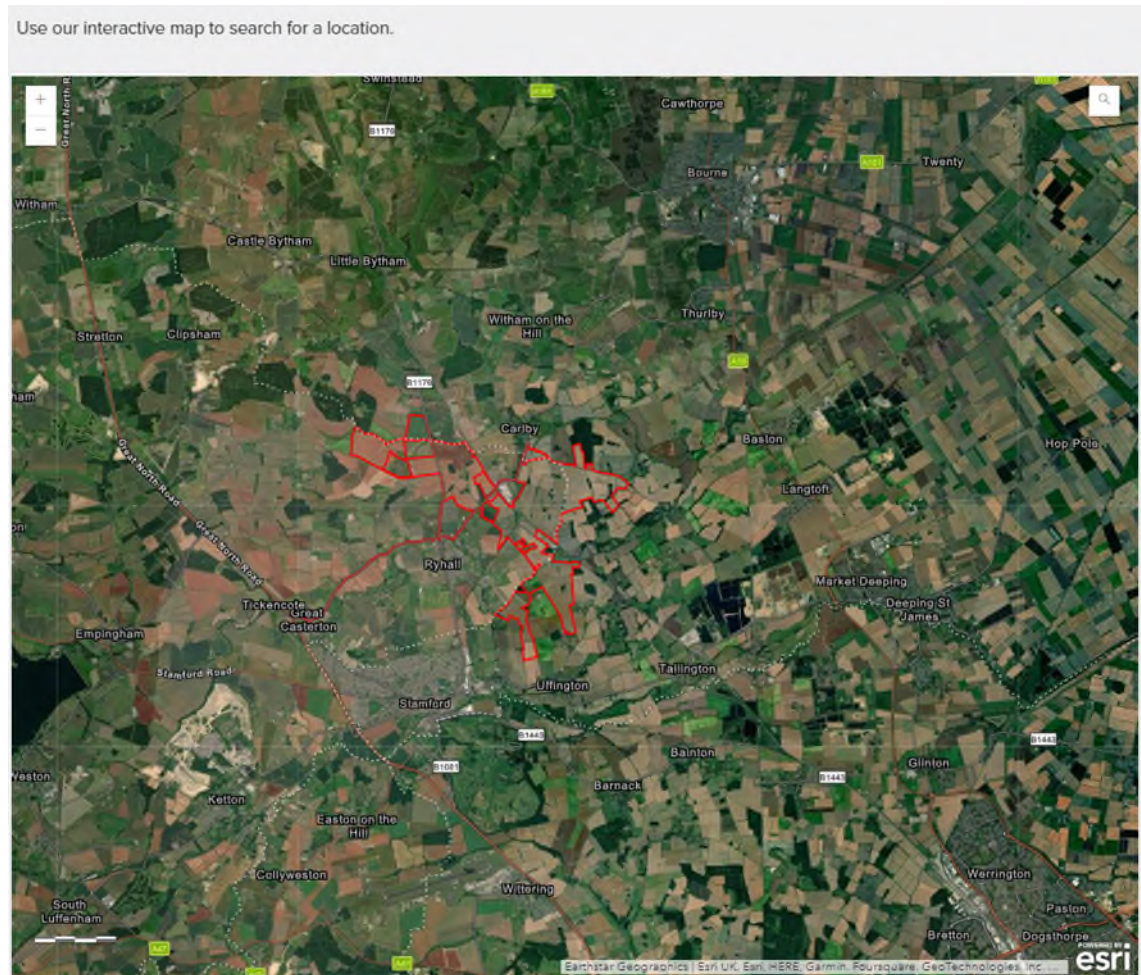 Use our interactive map to search for a location.
Swinstead
Great North R
+
−
B1176
Cawthorpe
Bourne
A151
Twenty
Witham
Castle Bytham
Little Bytham
Stretton
Clipsham
Witham on the
Hill
Thurlby
A15
B1176
ham
Carlby
Baston
Hop Pole
Great North Road
Langtoft
Great North Road
Ryhall
Market Deeping
Tickencote
Great
Casterton
Deeping St
James
Empingham
Stamford Road
Tallington
Uffington
Stamford
B1443
B1443
Bainton
Glinton
Weston
B1081
B1443
Barnack
Ketton
Easton on the
Hill
Collyweston
Wittering
Werrington
South
Luffenham
Paston
Bretton
Dogsthorpe
A47
A47
POWERED BY
esri
Earthstar Geographics | Esri UK, Esri, HERE, Garmin, Foursquare, GeoTechnologies, Inc